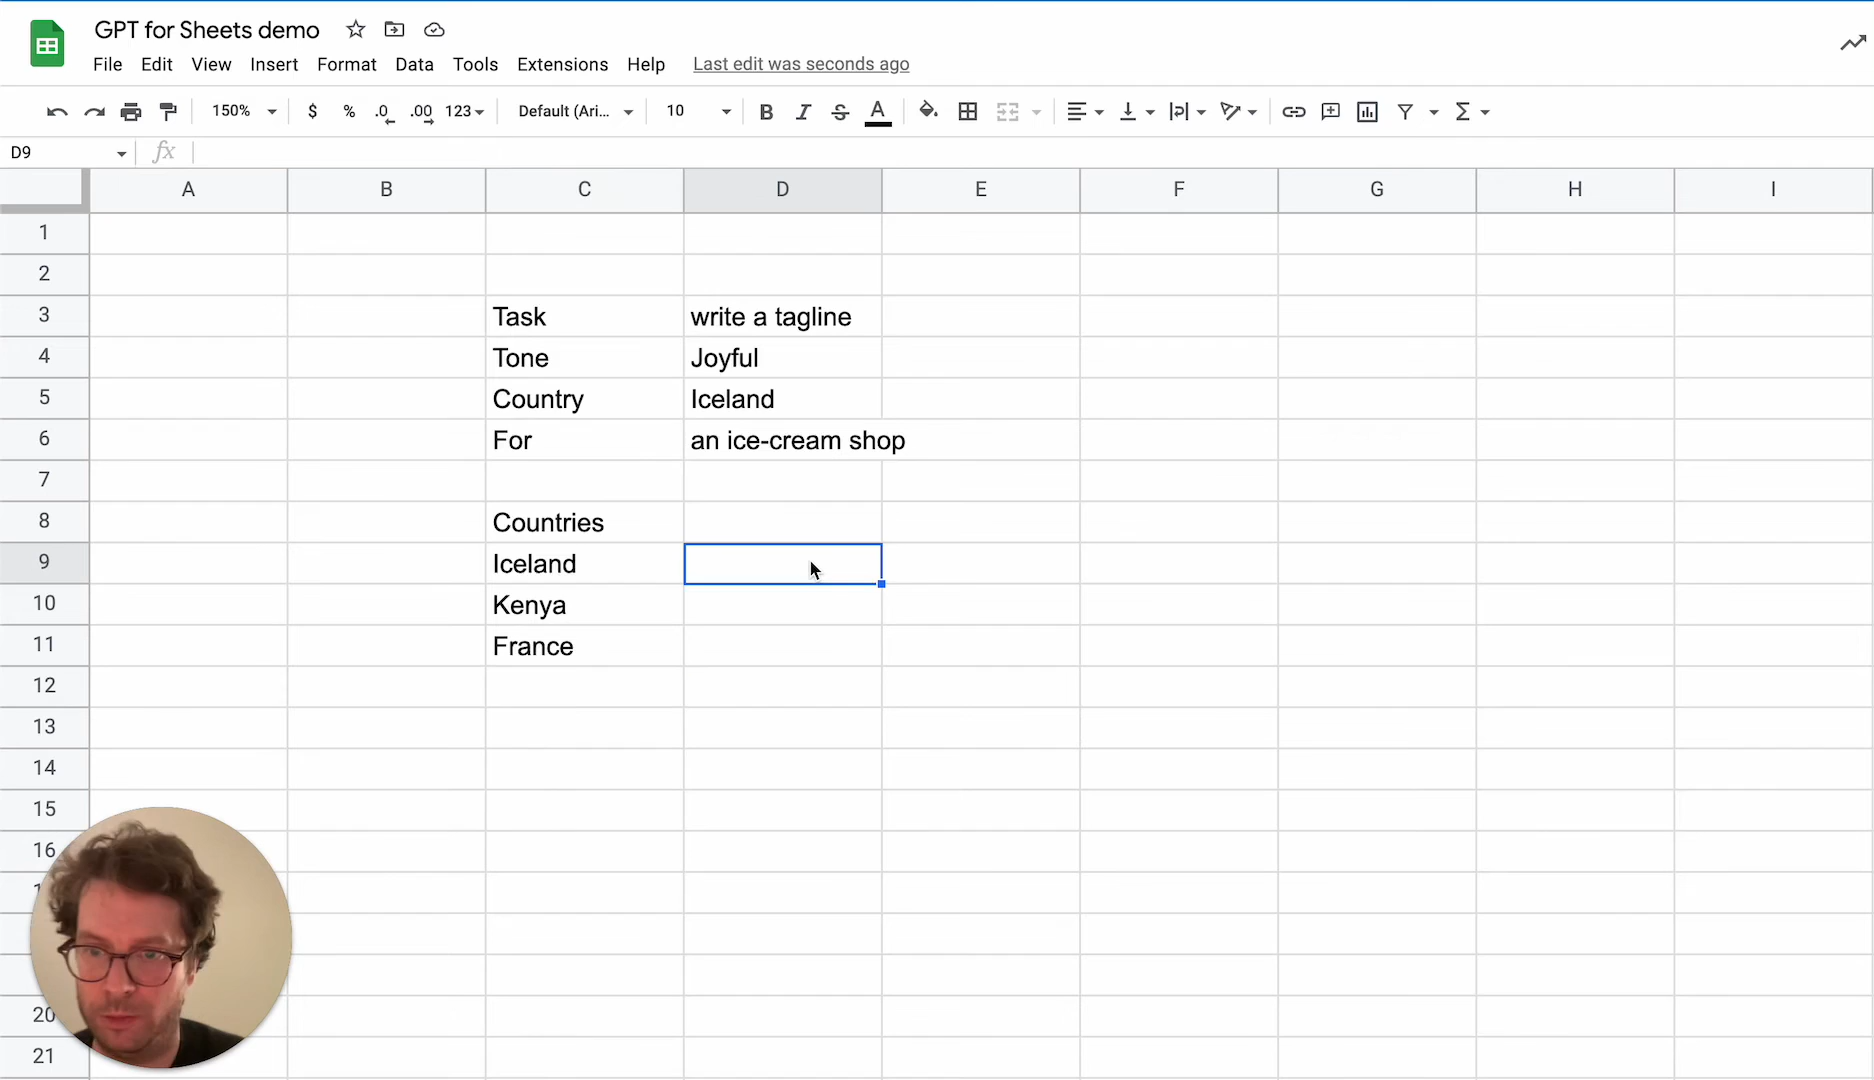 GPT for Sheets demo
File Edit View Insert Format Data Tools Extensions Help Last edit was seconds ago
150% $ % .0 .00 123 Default (Ari... 10 B I S A
D9 fx
A B C D E F G H I
1
2
3 Task write a tagline
4 Tone Joyful
5 Country Iceland
6 For an ice-cream shop
7
8 Countries
9 Iceland
10 Kenya
11 France
12
13
14
15
16
20
21